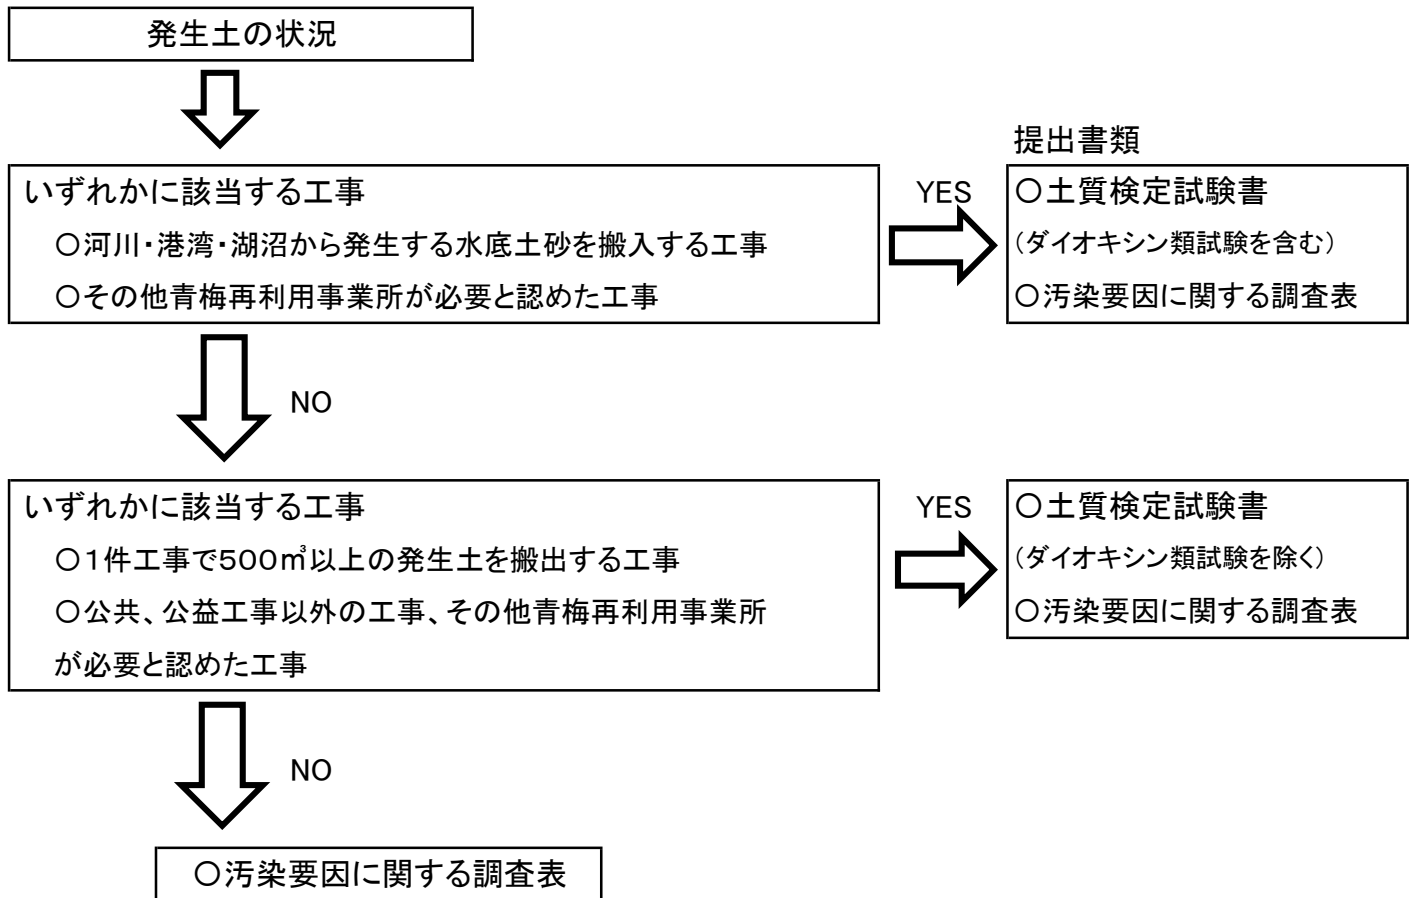 発生土の状況
提出書類
いずれかに該当する工事
○河川・港湾・湖沼から発生する水底土砂を搬入する工事
○その他青梅再利用事業所が必要と認めた工事
YES
○土質検定試験書
(ダイオキシン類試験を含む)
○汚染要因に関する調査表
NO
いずれかに該当する工事
○1件工事で500㎥以上の発生土を搬出する工事
○公共、公益工事以外の工事、その他青梅再利用事業所
が必要と認めた工事
YES
○土質検定試験書
(ダイオキシン類試験を除く)
○汚染要因に関する調査表
NO
○汚染要因に関する調査表